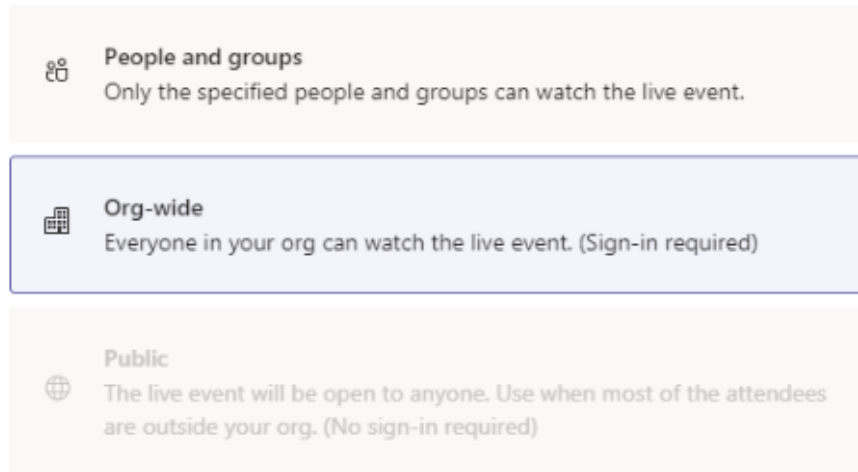 People and groups
Only the specified people and groups can watch the live event.
Org-wide
Everyone in your org can watch the live event. (Sign-in required)
Public
The live event will be open to anyone. Use when most of the attendees
are outside your org. (No sign-in required)